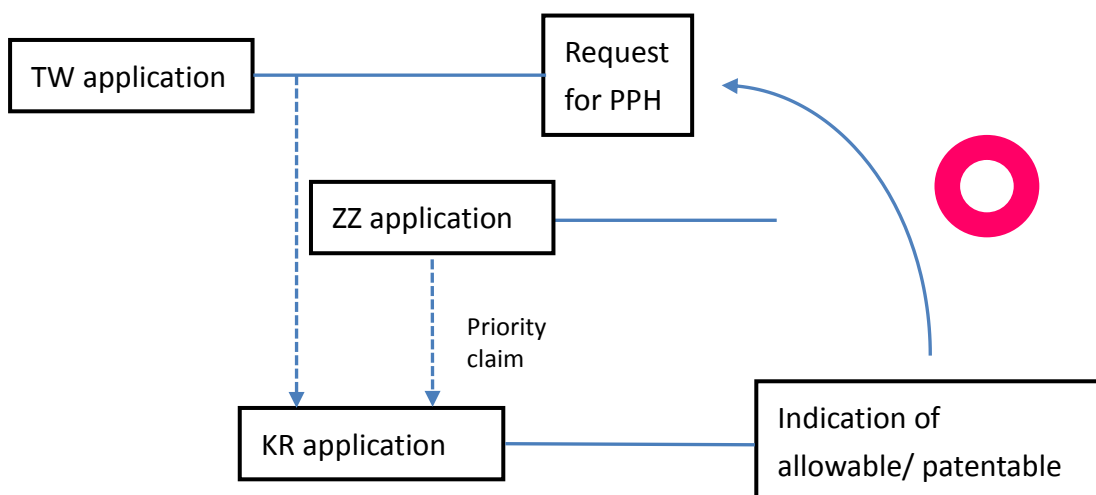 TW application
Request
for PPH
ZZ application
Priority
claim
KR application
Indication of
allowable/ patentable